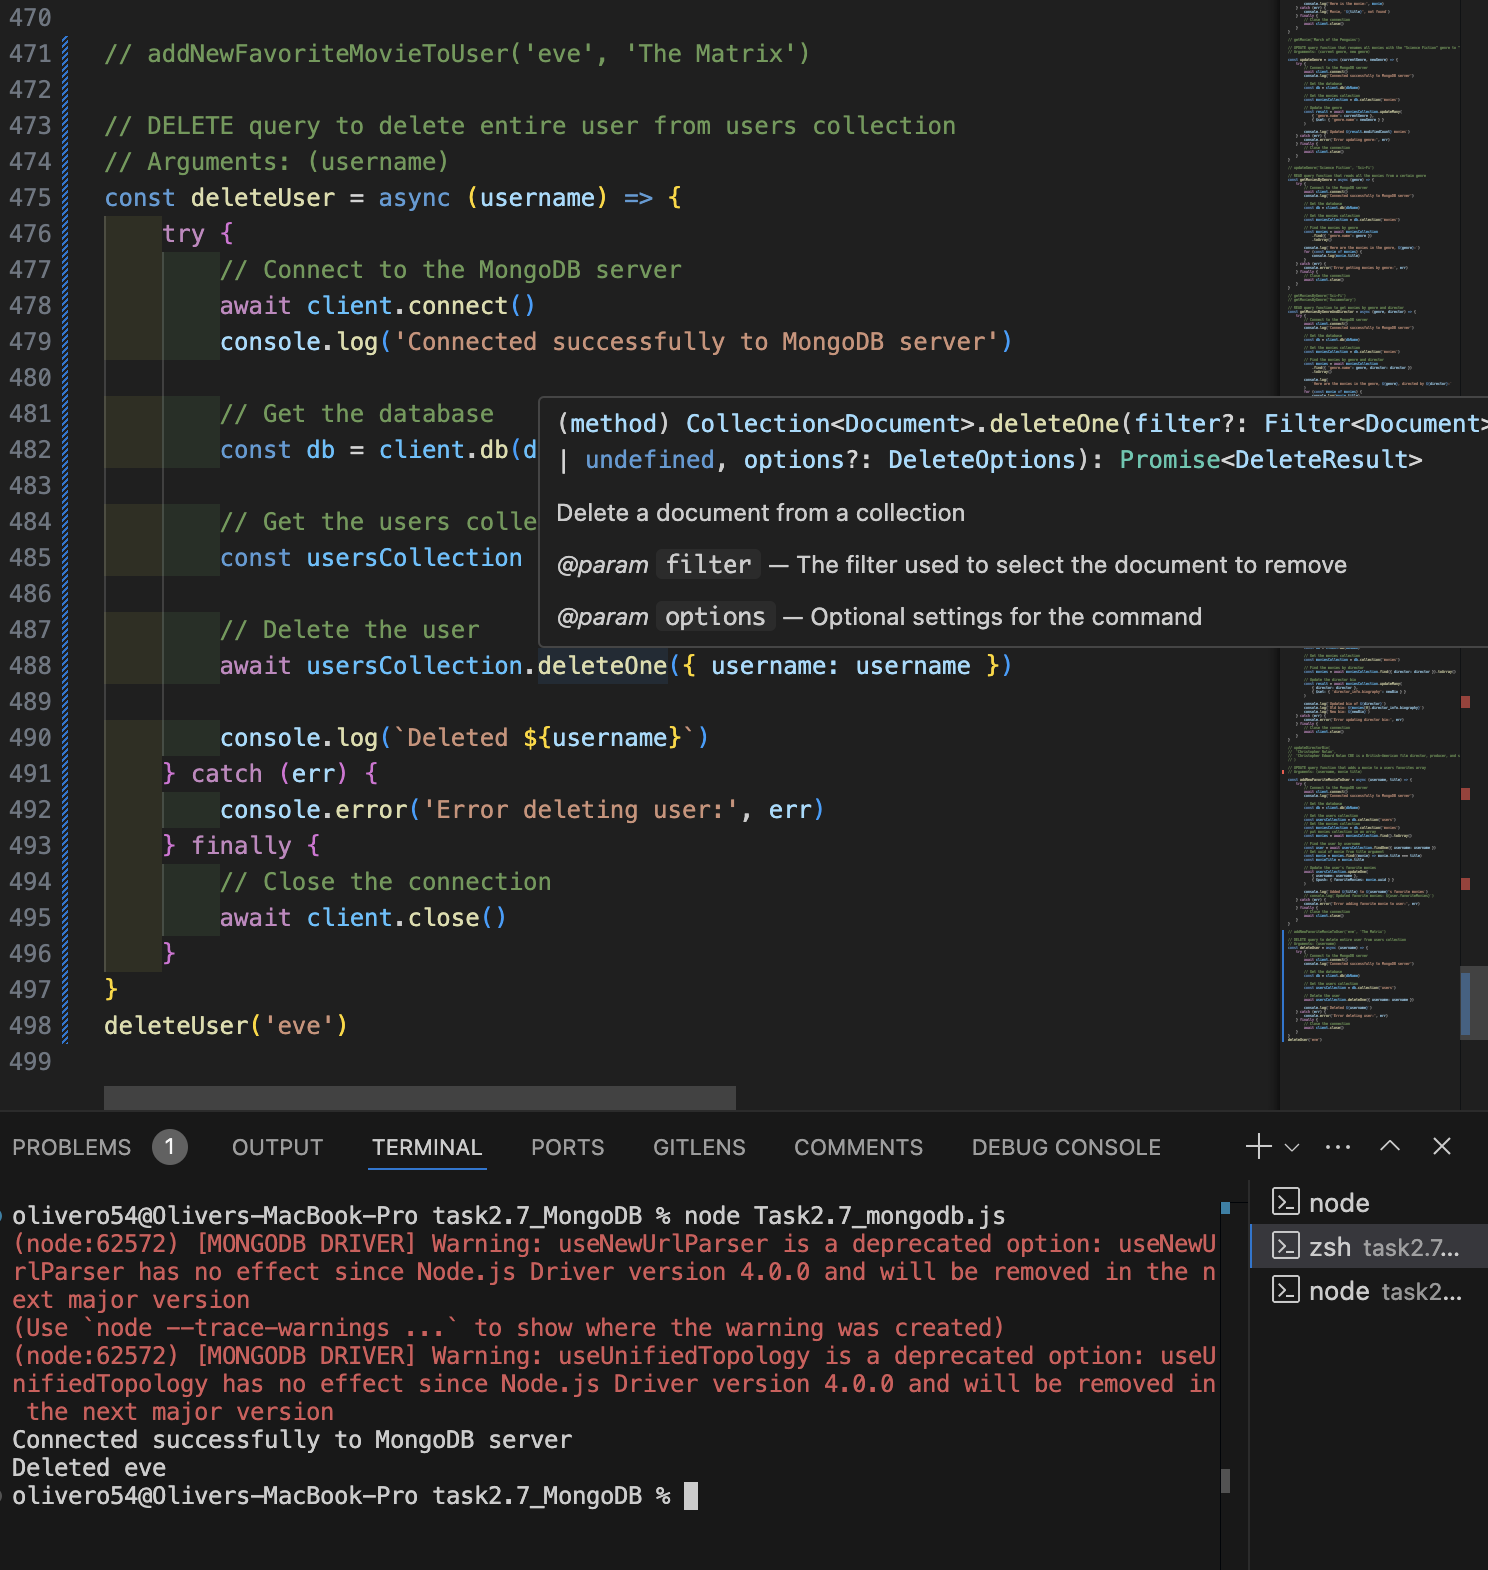 470
471 // addNewFavoriteMovieToUser('eve', 'The Matrix')
472
473 // DELETE query to delete entire user from users collection
474 // Arguments: (username)
475 const deleteUser = async (username) => {
476 try {
477 // Connect to the MongoDB server
478 await client.connect()
479 console.log('Connected successfully to MongoDB server')
480
481 // Get the database
482 const db = client.db(d
483
484 // Get the users colle
485 const usersCollection
486
487 // Delete the user
488 await usersCollection.deleteOne({ username: username })
489
490 console.log(`Deleted ${username}`)
491 } catch (err) {
492 console.error('Error deleting user:', err)
493 } finally {
494 // Close the connection
495 await client.close()
496 }
497 }
498 deleteUser('eve')
499
(method) Collection<Document>.deleteOne(filter?: Filter<Document>
| undefined, options?: DeleteOptions): Promise<DeleteResult>
Delete a document from a collection
@param filter — The filter used to select the document to remove
@param options — Optional settings for the command
PROBLEMS 1 OUTPUT TERMINAL PORTS GITLENS COMMENTS DEBUG CONSOLE
olivero54@Olivers-MacBook-Pro task2.7_MongoDB % node Task2.7_mongodb.js
(node:62572) [MONGODB DRIVER] Warning: useNewUrlParser is a deprecated option: useNewU
rlParser has no effect since Node.js Driver version 4.0.0 and will be removed in the n
ext major version
(Use `node --trace-warnings ...` to show where the warning was created)
(node:62572) [MONGODB DRIVER] Warning: useUnifiedTopology is a deprecated option: useU
nifiedTopology has no effect since Node.js Driver version 4.0.0 and will be removed in
the next major version
Connected successfully to MongoDB server
Deleted eve
olivero54@Olivers-MacBook-Pro task2.7_MongoDB %
node
zsh task2.7...
node task2...